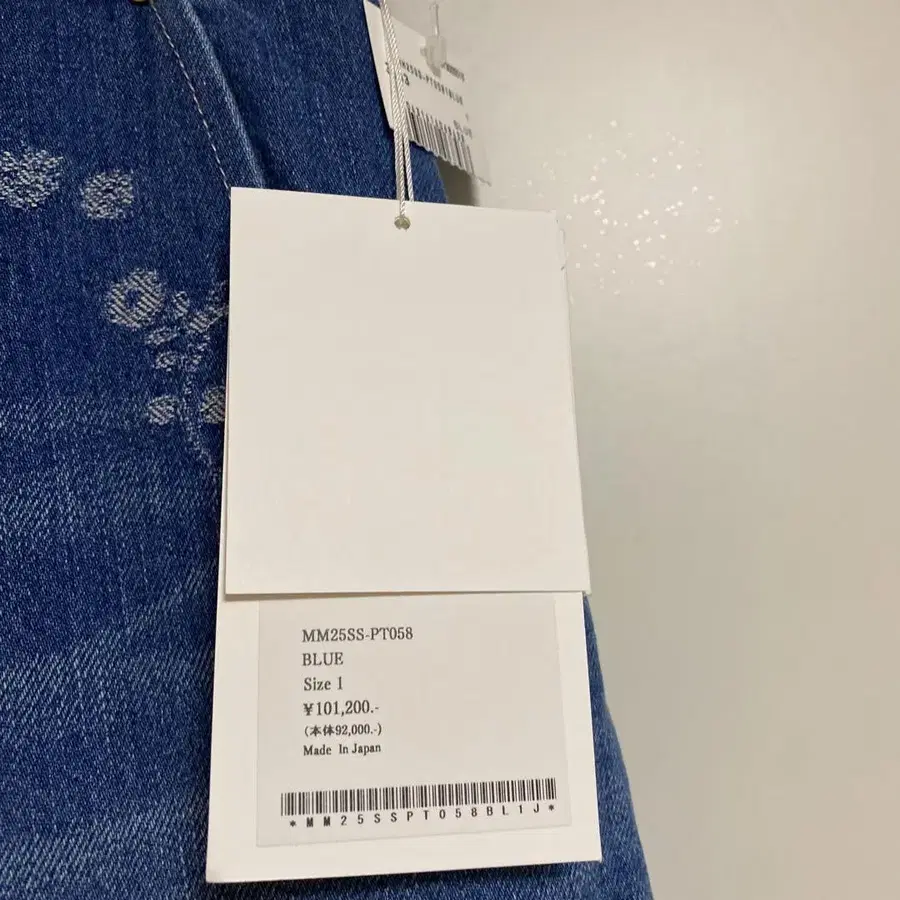 MM25SS-PT058
BLUE
Size 1
¥101,200.-
(本体92,000.-)
Made In Japan
*MM25SSPT058BL1J*